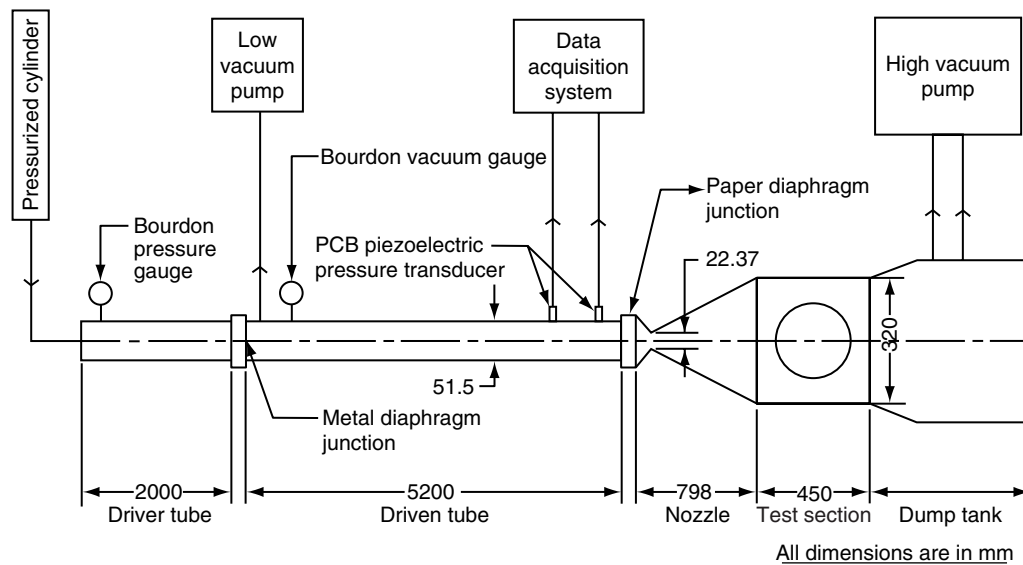 Pressurized cylinder
Low
vacuum
pump
Data
acquisition
system
High vacuum
pump
Bourdon vacuum gauge
Paper diaphragm
junction
Bourdon
pressure
gauge
PCB piezoelectric
pressure transducer
22.37
320
51.5
Metal diaphragm
junction
2000
5200
798
450
Driver tube
Driven tube
Nozzle
Test section
Dump tank
All dimensions are in mm